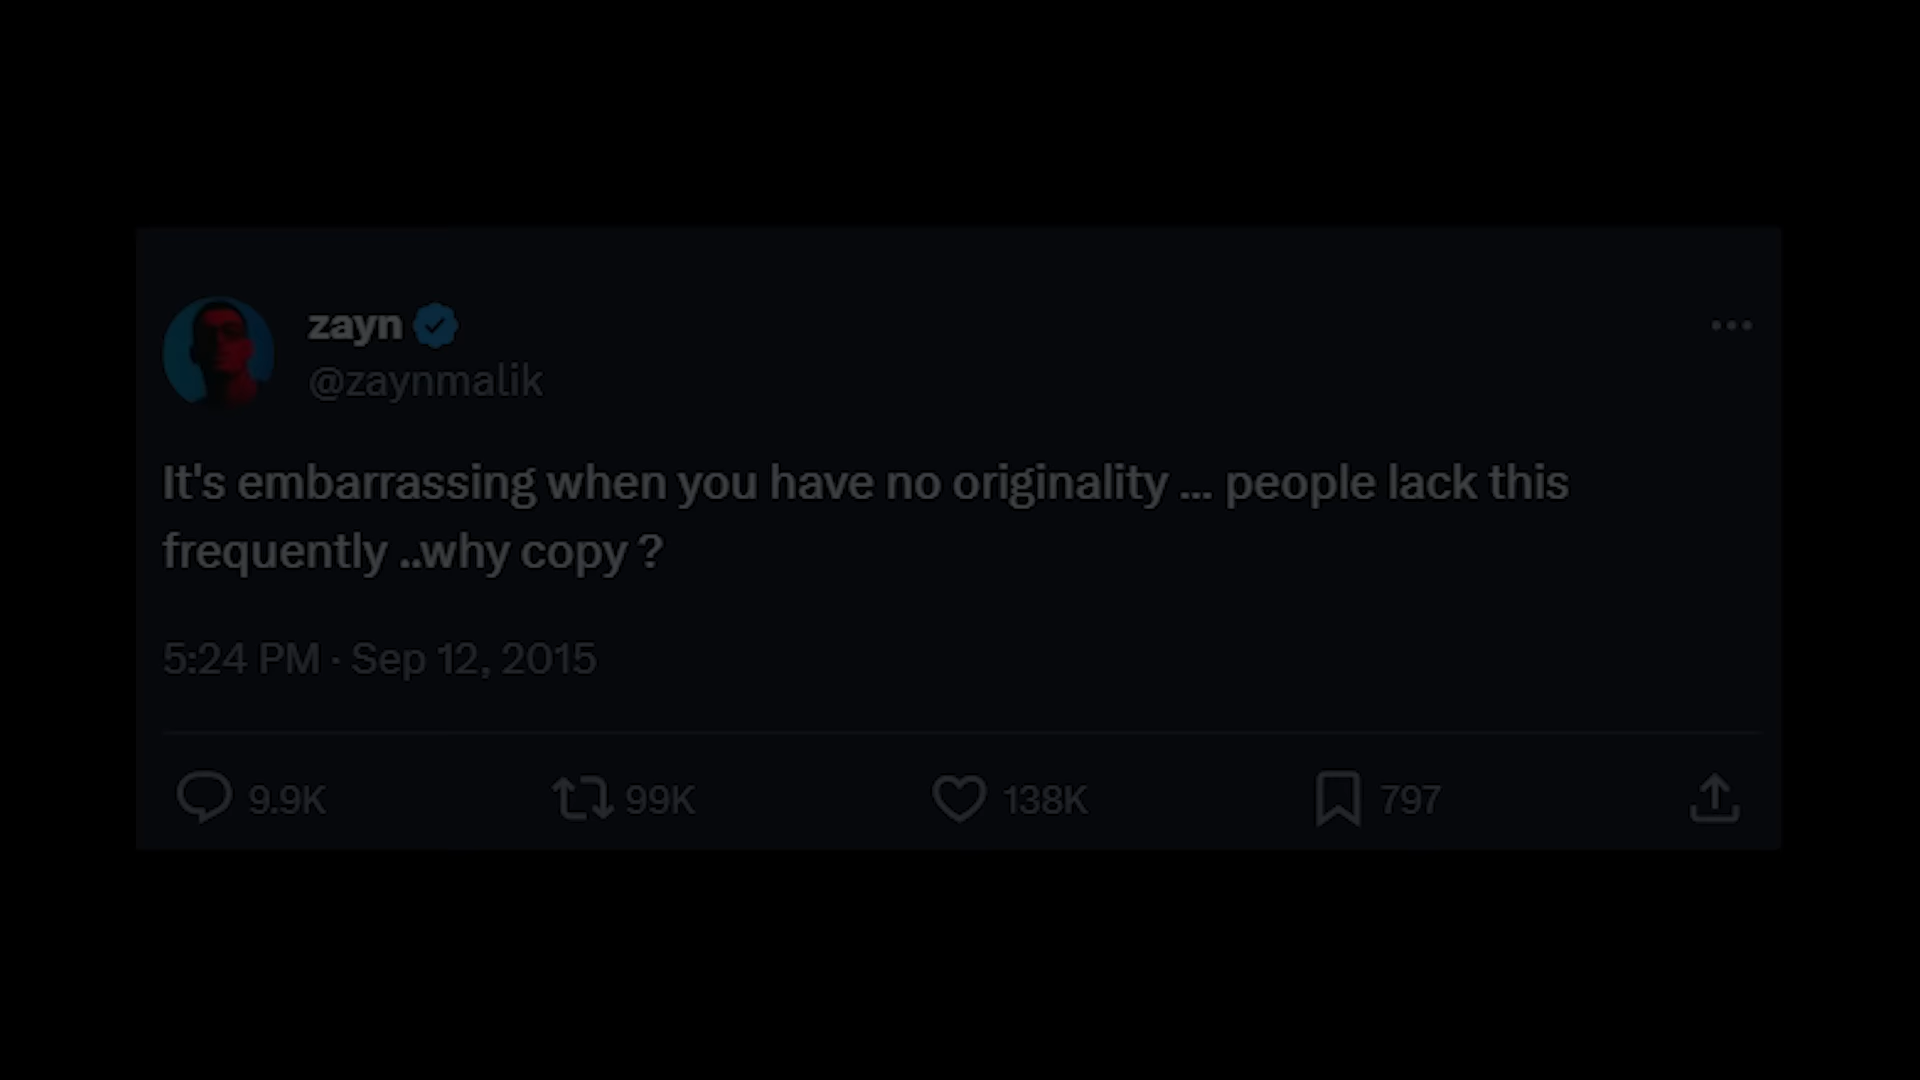 zayn
@zaynmalik
It's embarrassing when you have no originality ... people lack this
frequently ..why copy ?
5:24 PM · Sep 12, 2015
9.9K 99K 138K 797